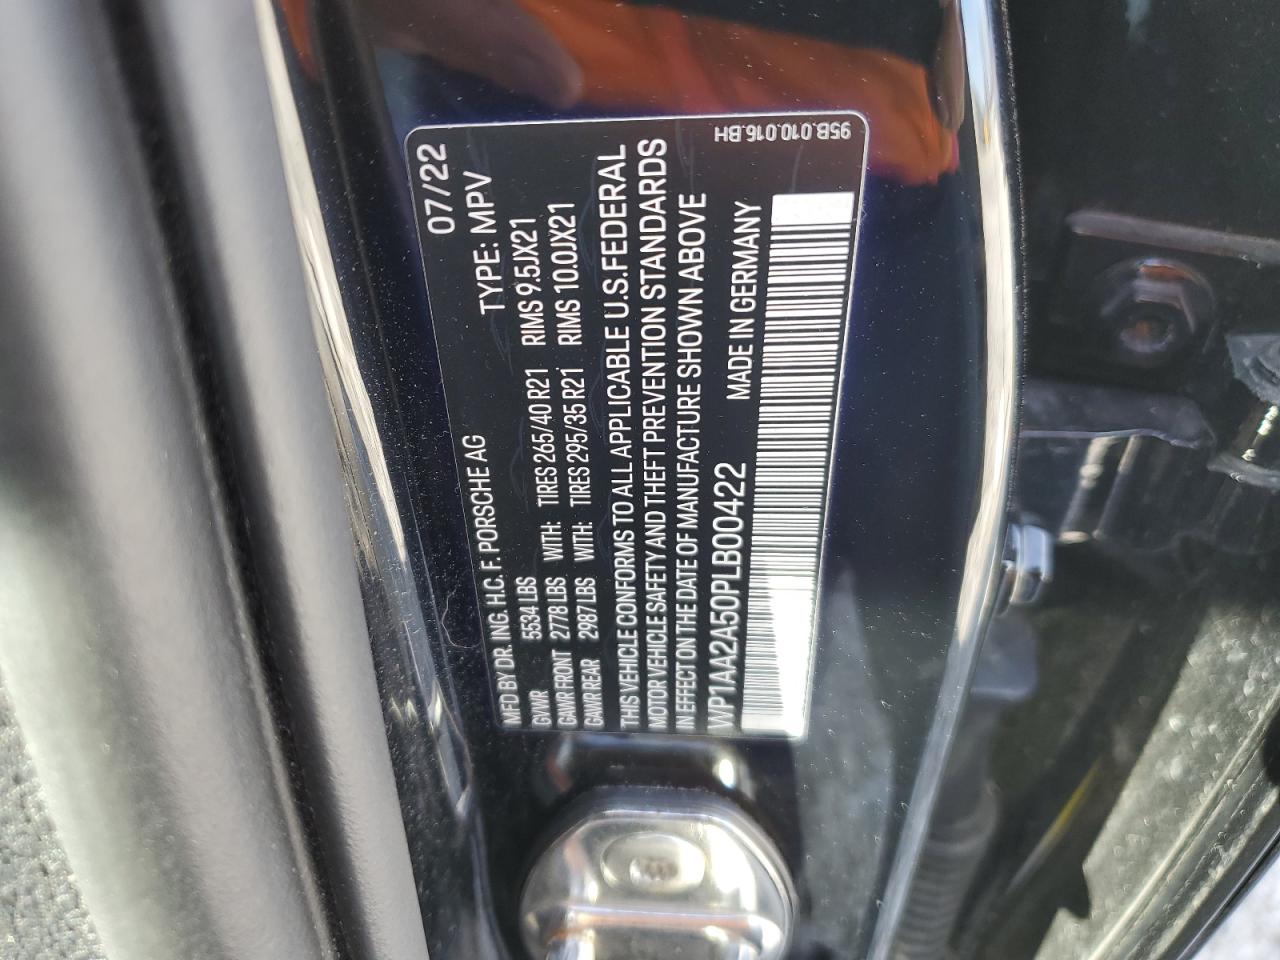 07/22
MFD BY DR. ING. H.C. F. PORSCHE AG TYPE: MPV
GVWR 5534 LBS
GAWR FRONT 2778 LBS WITH: TIRES 265/40 R21 RIMS 9.5JX21
GAWR REAR 2987 LBS WITH: TIRES 295/35 R21 RIMS 10.0JX21
THIS VEHICLE CONFORMS TO ALL APPLICABLE U.S. FEDERAL
MOTOR VEHICLE SAFETY AND THEFT PREVENTION STANDARDS
IN EFFECT ON THE DATE OF MANUFACTURE SHOWN ABOVE
WP1AA2A50PLB00422 MADE IN GERMANY
95B.010.016.BH